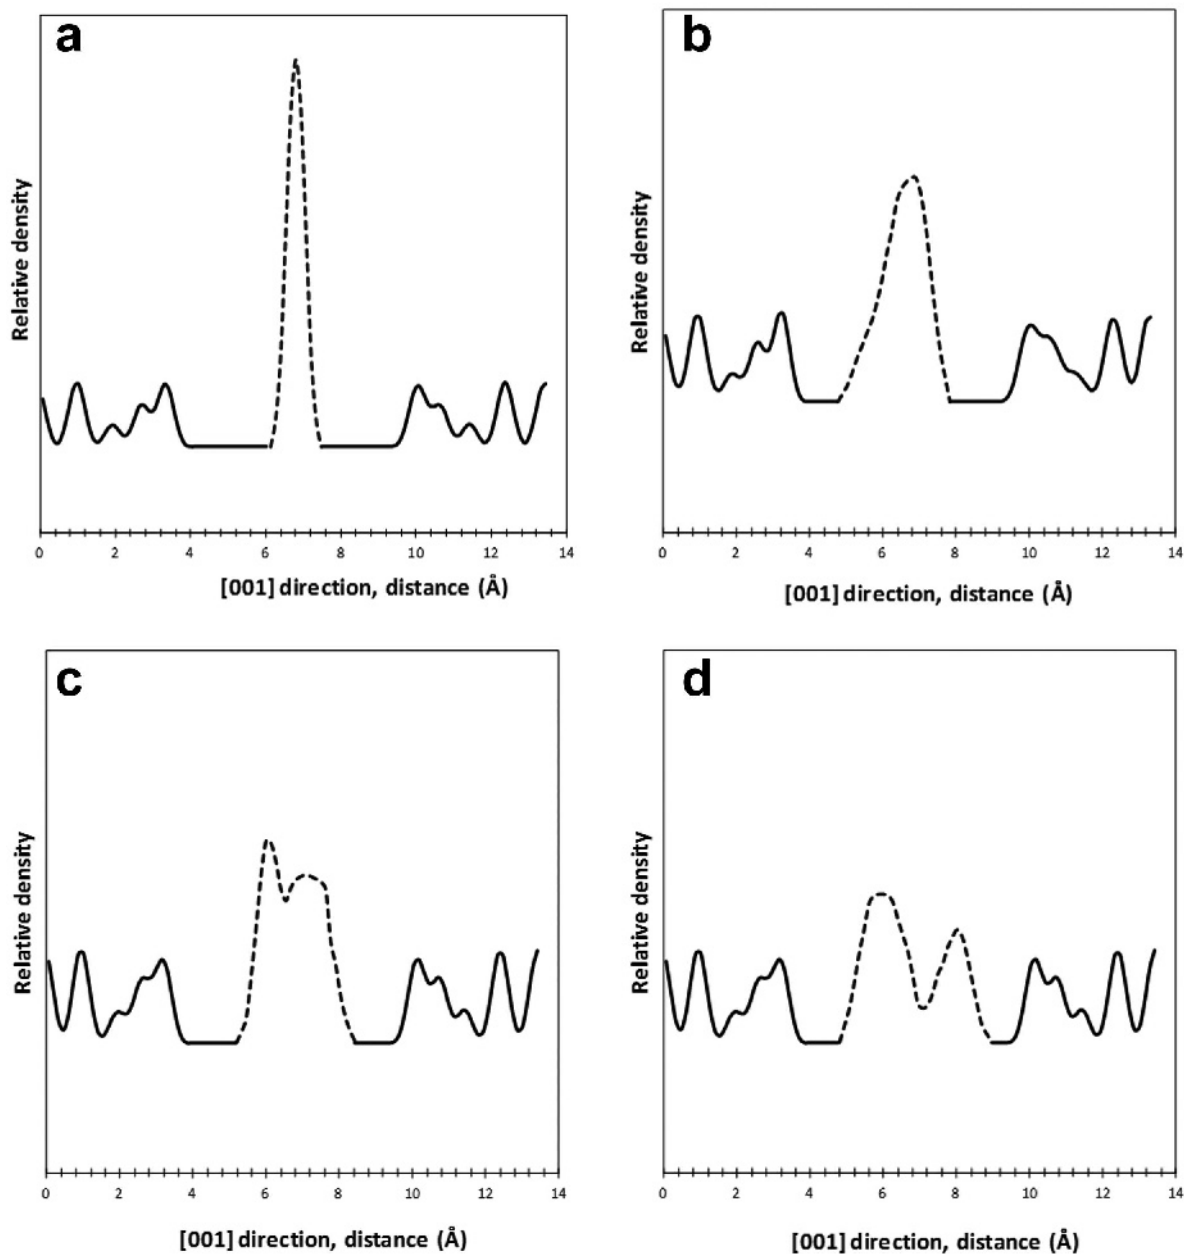 a
Relative density
0 2 4 6 8 10 12 14
[001] direction, distance (Å)
b
Relative density
0 2 4 6 8 10 12 14
[001] direction, distance (Å)
c
Relative density
0 2 4 6 8 10 12 14
[001] direction, distance (Å)
d
Relative density
0 2 4 6 8 10 12 14
[001] direction, distance (Å)